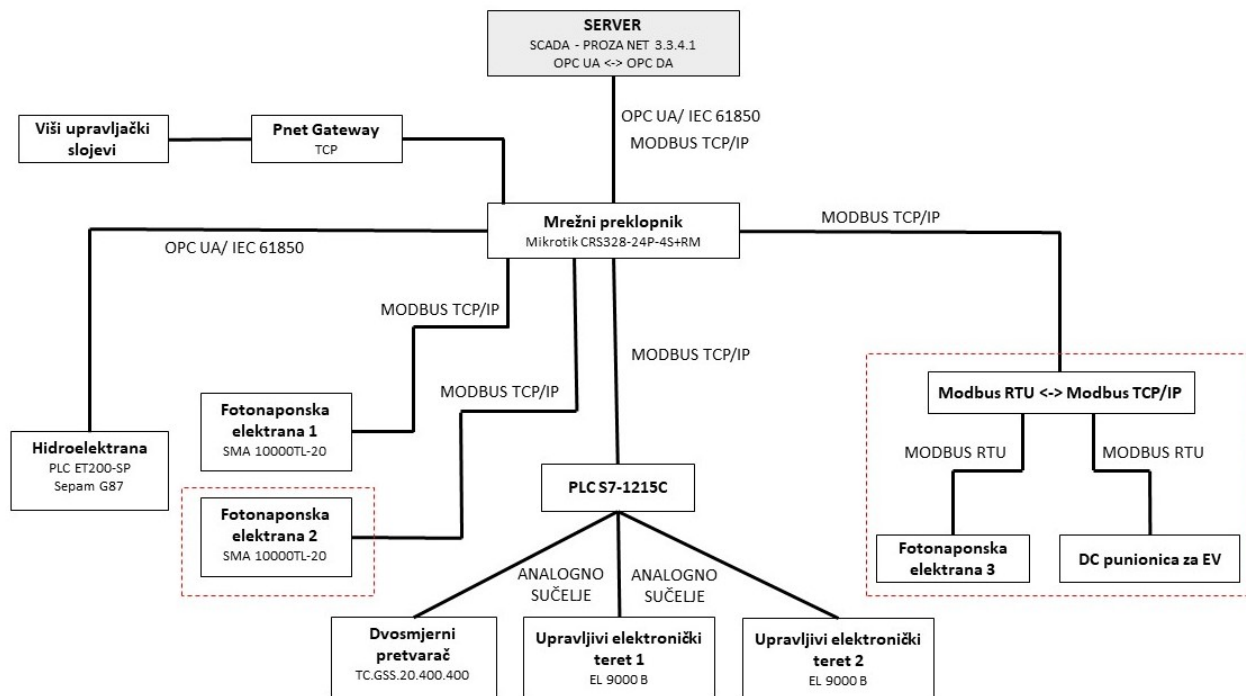 SERVER
SCADA - PROZA NET 3.3.4.1
OPC UA <-> OPC DA
OPC UA/ IEC 61850
MODBUS TCP/IP
Viši upravljački
slojevi
Pnet Gateway
TCP
Mrežni preklopnik
Mikrotik CRS328-24P-4S+RM
MODBUS TCP/IP
OPC UA/ IEC 61850
MODBUS TCP/IP
MODBUS TCP/IP
MODBUS TCP/IP
Fotonaponska
elektrana 1
SMA 10000TL-20
Modbus RTU <-> Modbus TCP/IP
Hidroelektrana
PLC ET200-SP
Sepam G87
MODBUS RTU
MODBUS RTU
PLC S7-1215C
Fotonaponska
elektrana 2
SMA 10000TL-20
Fotonaponska
elektrana 3
DC punionica za EV
ANALOGNO
SUČELJE
ANALOGNO
SUČELJE
Dvosmjerni
pretvarač
TC.GSS.20.400.400
Upravljivi elektronički
teret 1
EL 9000 B
Upravljivi elektronički
teret 2
EL 9000 B